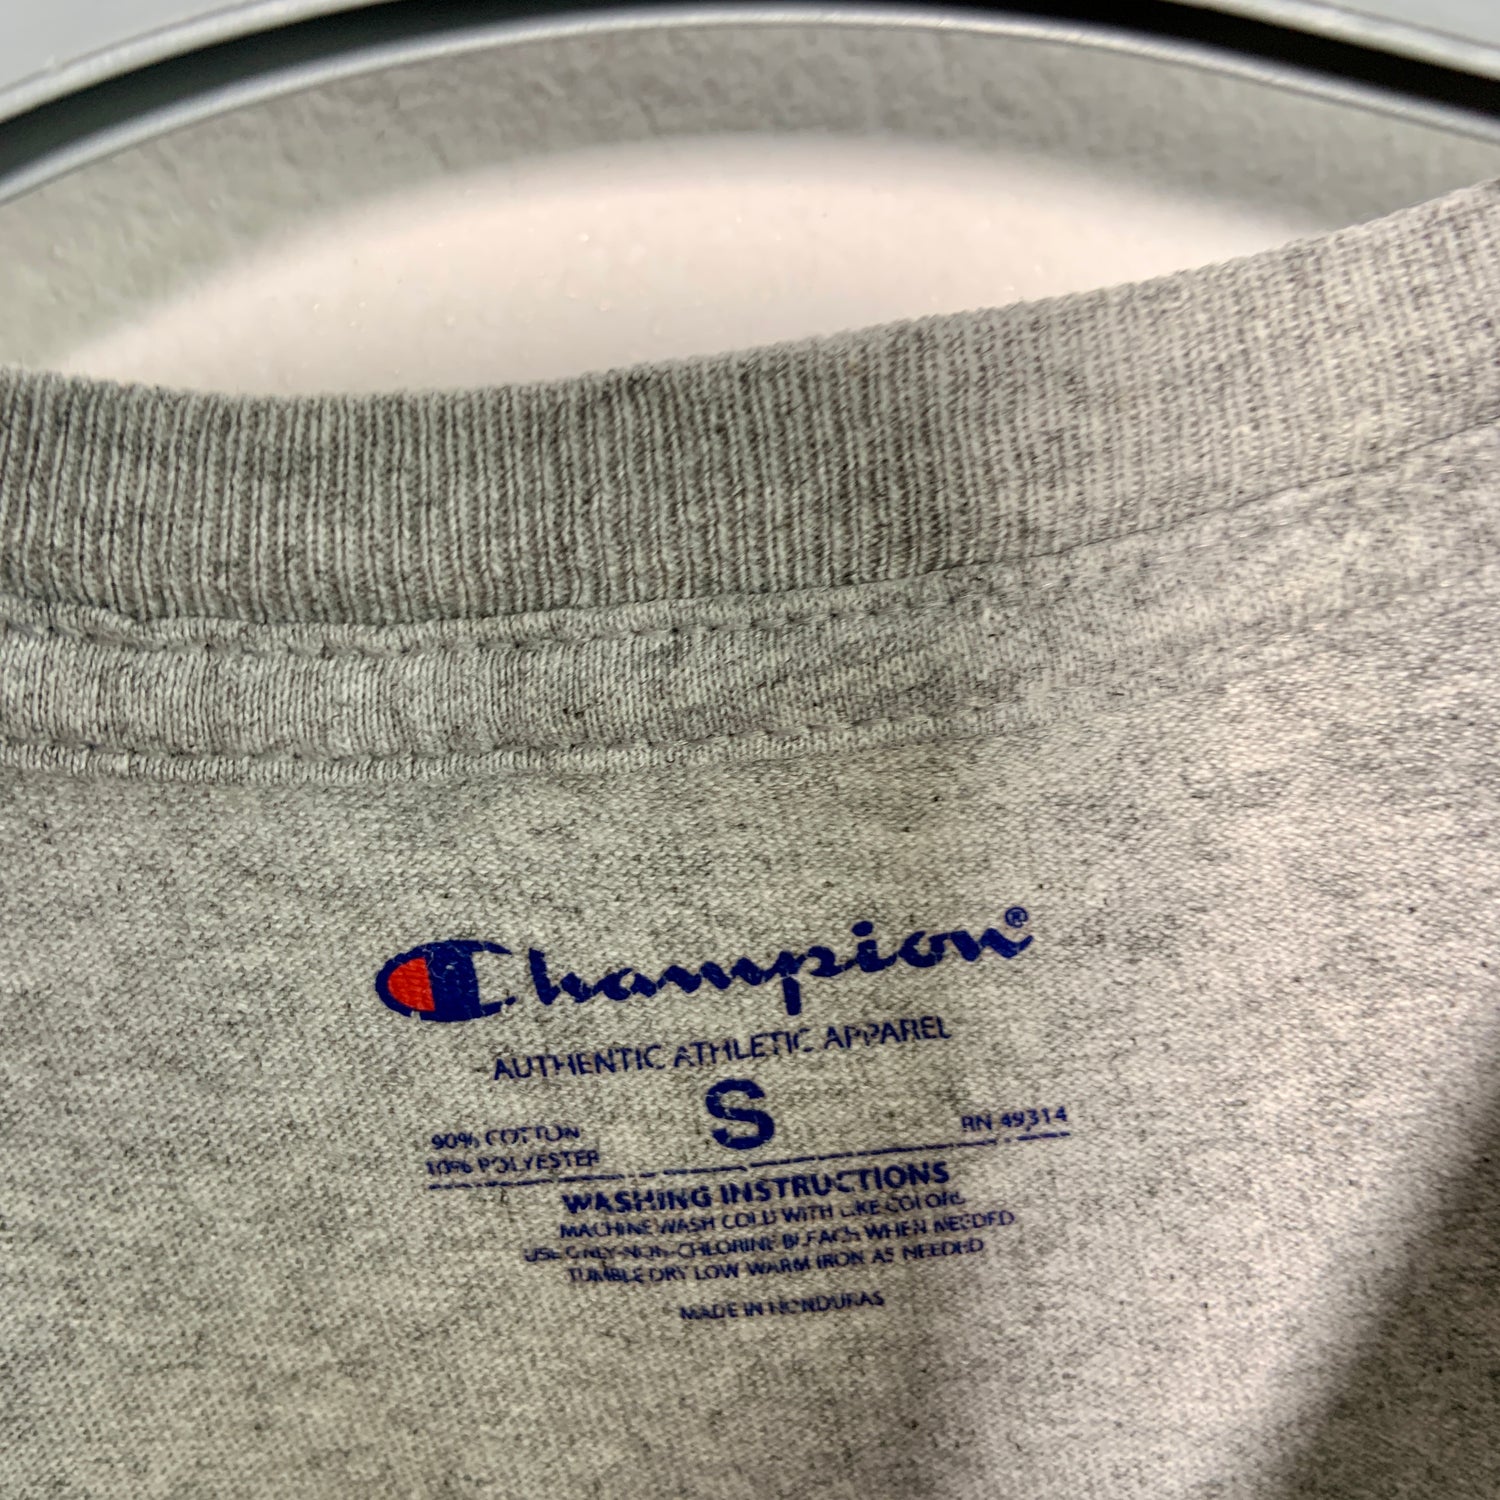 Champion®
AUTHENTIC ATHLETIC APPAREL
S
90% COTTON
10% POLYESTER
RN 49314
WASHING INSTRUCTIONS
MACHINE WASH COLD WITH LIKE COLORS
USE ONLY NON-CHLORINE BLEACH WHEN NEEDED
TUMBLE DRY LOW WARM IRON AS NEEDED
MADE IN HONDURAS